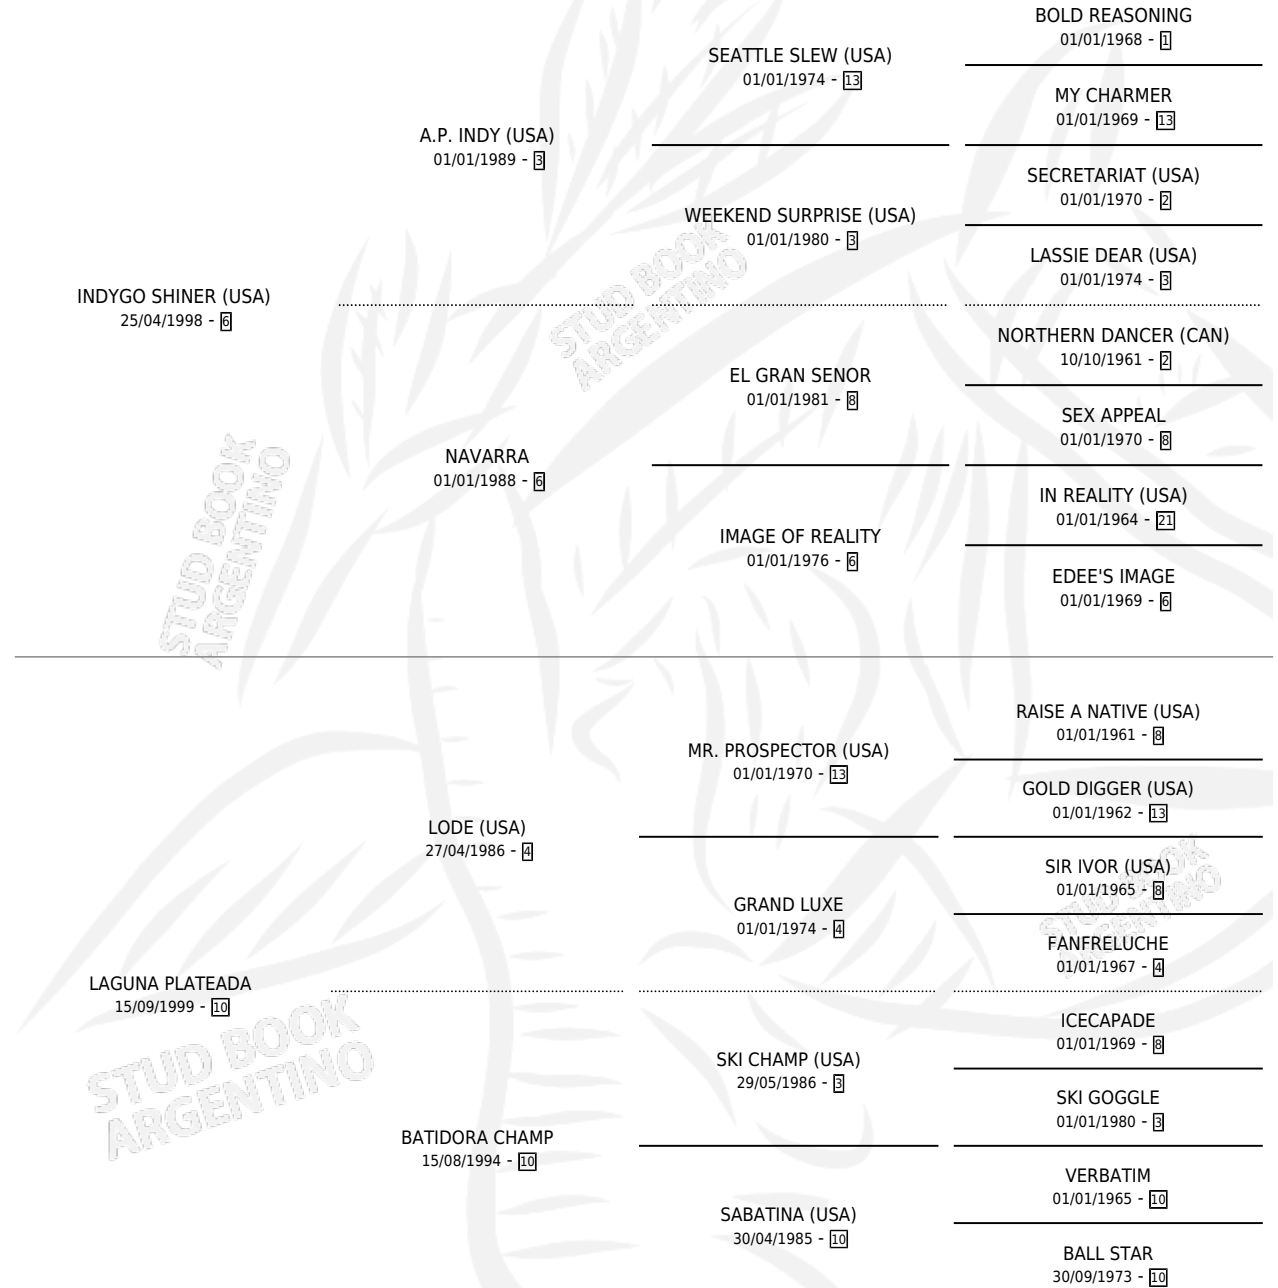 BOLD REASONING
01/01/1968 - 1
SEATTLE SLEW (USA)
01/01/1974 - 13
MY CHARMER
01/01/1969 - 13
A.P. INDY (USA)
01/01/1989 - 3
SECRETARIAT (USA)
01/01/1970 - 2
WEEKEND SURPRISE (USA)
01/01/1980 - 3
LASSIE DEAR (USA)
01/01/1974 - 3
INDYGO SHINER (USA)
25/04/1998 - 6
NORTHERN DANCER (CAN)
10/10/1961 - 2
EL GRAN SENOR
01/01/1981 - 8
SEX APPEAL
01/01/1970 - 8
NAVARRA
01/01/1988 - 6
IN REALITY (USA)
01/01/1964 - 21
IMAGE OF REALITY
01/01/1976 - 6
EDEE'S IMAGE
01/01/1969 - 6
RAISE A NATIVE (USA)
01/01/1961 - 8
MR. PROSPECTOR (USA)
01/01/1970 - 13
GOLD DIGGER (USA)
01/01/1962 - 13
LODE (USA)
27/04/1986 - 4
SIR IVOR (USA)
01/01/1965 - 8
GRAND LUXE
01/01/1974 - 4
FANFRELUCHE
01/01/1967 - 4
LAGUNA PLATEADA
15/09/1999 - 10
ICECAPADE
01/01/1969 - 8
SKI CHAMP (USA)
29/05/1986 - 3
SKI GOGGLE
01/01/1980 - 3
BATIDORA CHAMP
15/08/1994 - 10
VERBATIM
01/01/1965 - 10
SABATINA (USA)
30/04/1985 - 10
BALL STAR
30/09/1973 - 10
STUD BOOK
ARGENTINO
STUD BOOK
ARGENTINO
STUD BOOK
ARGENTINO
STUD BOOK
ARGENTINO